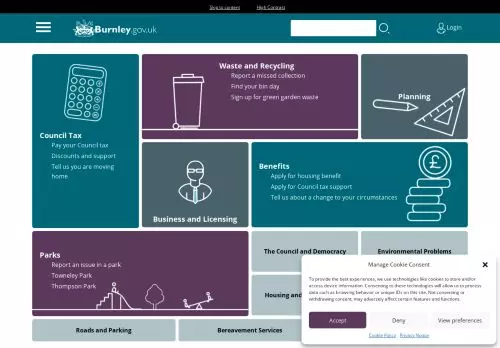 Skip to content
High Contrast
Burnley.gov.uk
Login
Waste and Recycling
Report a missed collection
Find your bin day
Sign up for green garden waste
Planning
Council Tax
Pay your Council tax
Discounts and support
Tell us you are moving
home
Business and Licensing
Benefits
Apply for housing benefit
Apply for Council tax support
Tell us about a change to your circumstances
Parks
Report an issue in a park
Towneley Park
Thompson Park
The Council and Democracy
Environmental Problems
Housing and
Roads and Parking
Bereavement Services
Manage Cookie Consent
To provide the best experiences, we use technologies like cookies to store and/or
access device information. Consenting to these technologies will allow us to process
data such as browsing behavior or unique IDs on this site. Not consenting or
withdrawing consent, may adversely affect certain features and functions.
Accept
Deny
View preferences
Cookie Policy
Privacy Notice